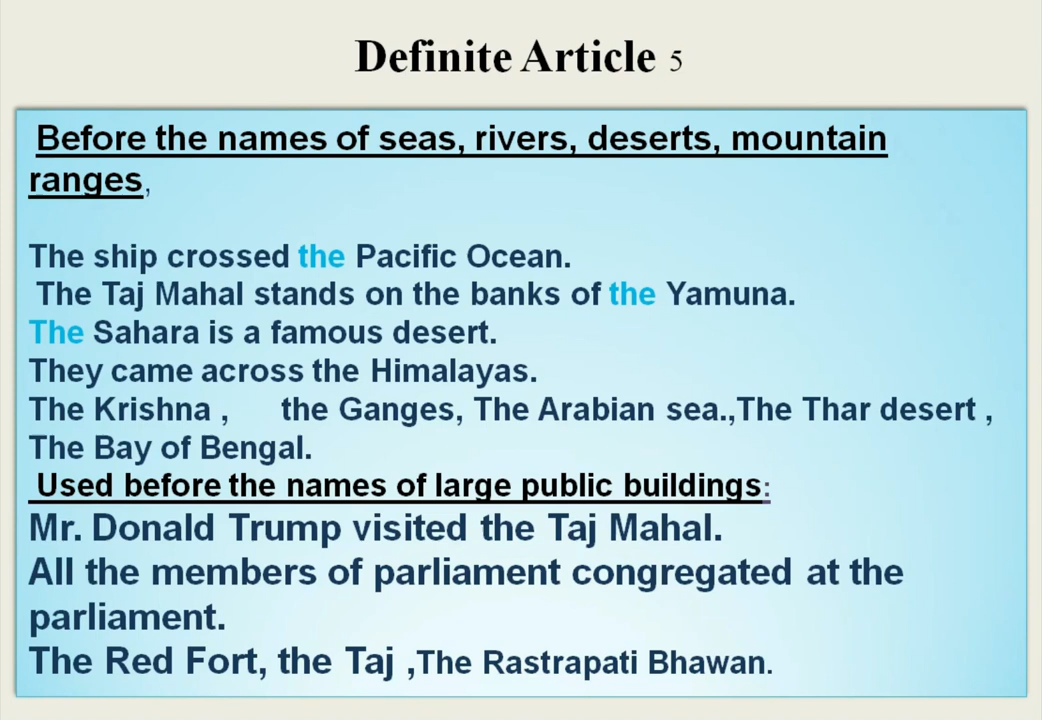 Definite Article 5
Before the names of seas, rivers, deserts, mountain
ranges,
The ship crossed the Pacific Ocean.
The Taj Mahal stands on the banks of the Yamuna.
The Sahara is a famous desert.
They came across the Himalayas.
The Krishna , the Ganges, The Arabian sea.,The Thar desert ,
The Bay of Bengal.
Used before the names of large public buildings:
Mr. Donald Trump visited the Taj Mahal.
All the members of parliament congregated at the
parliament.
The Red Fort, the Taj ,The Rastrapati Bhawan.